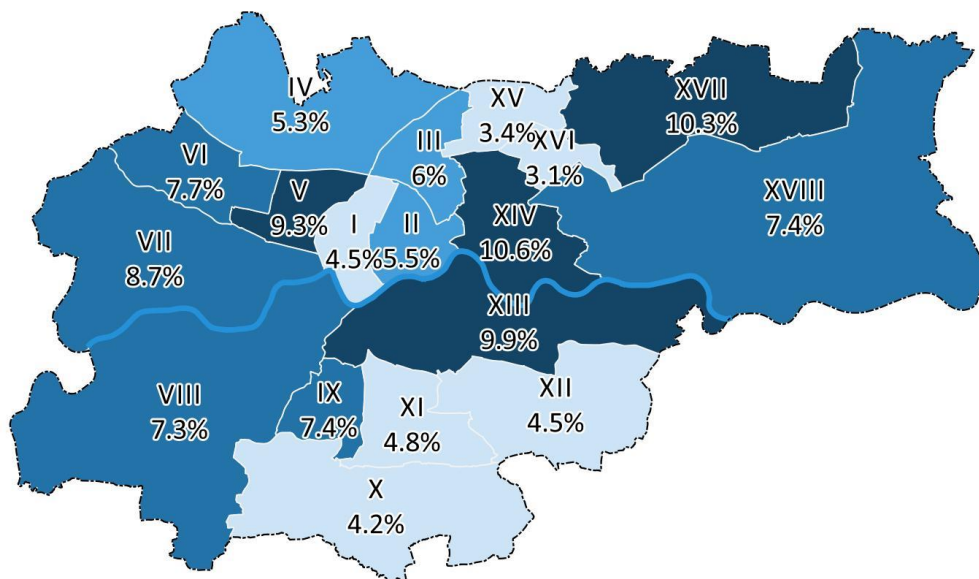 IV
5.3%
XV
3.4%
XVII
10.3%
III
6%
XVI
3.1%
VI
7.7%
V
9.3%
XVIII
7.4%
I
4.5%
II
5.5%
XIV
10.6%
VII
8.7%
XIII
9.9%
VIII
7.3%
IX
7.4%
XI
4.8%
XII
4.5%
X
4.2%